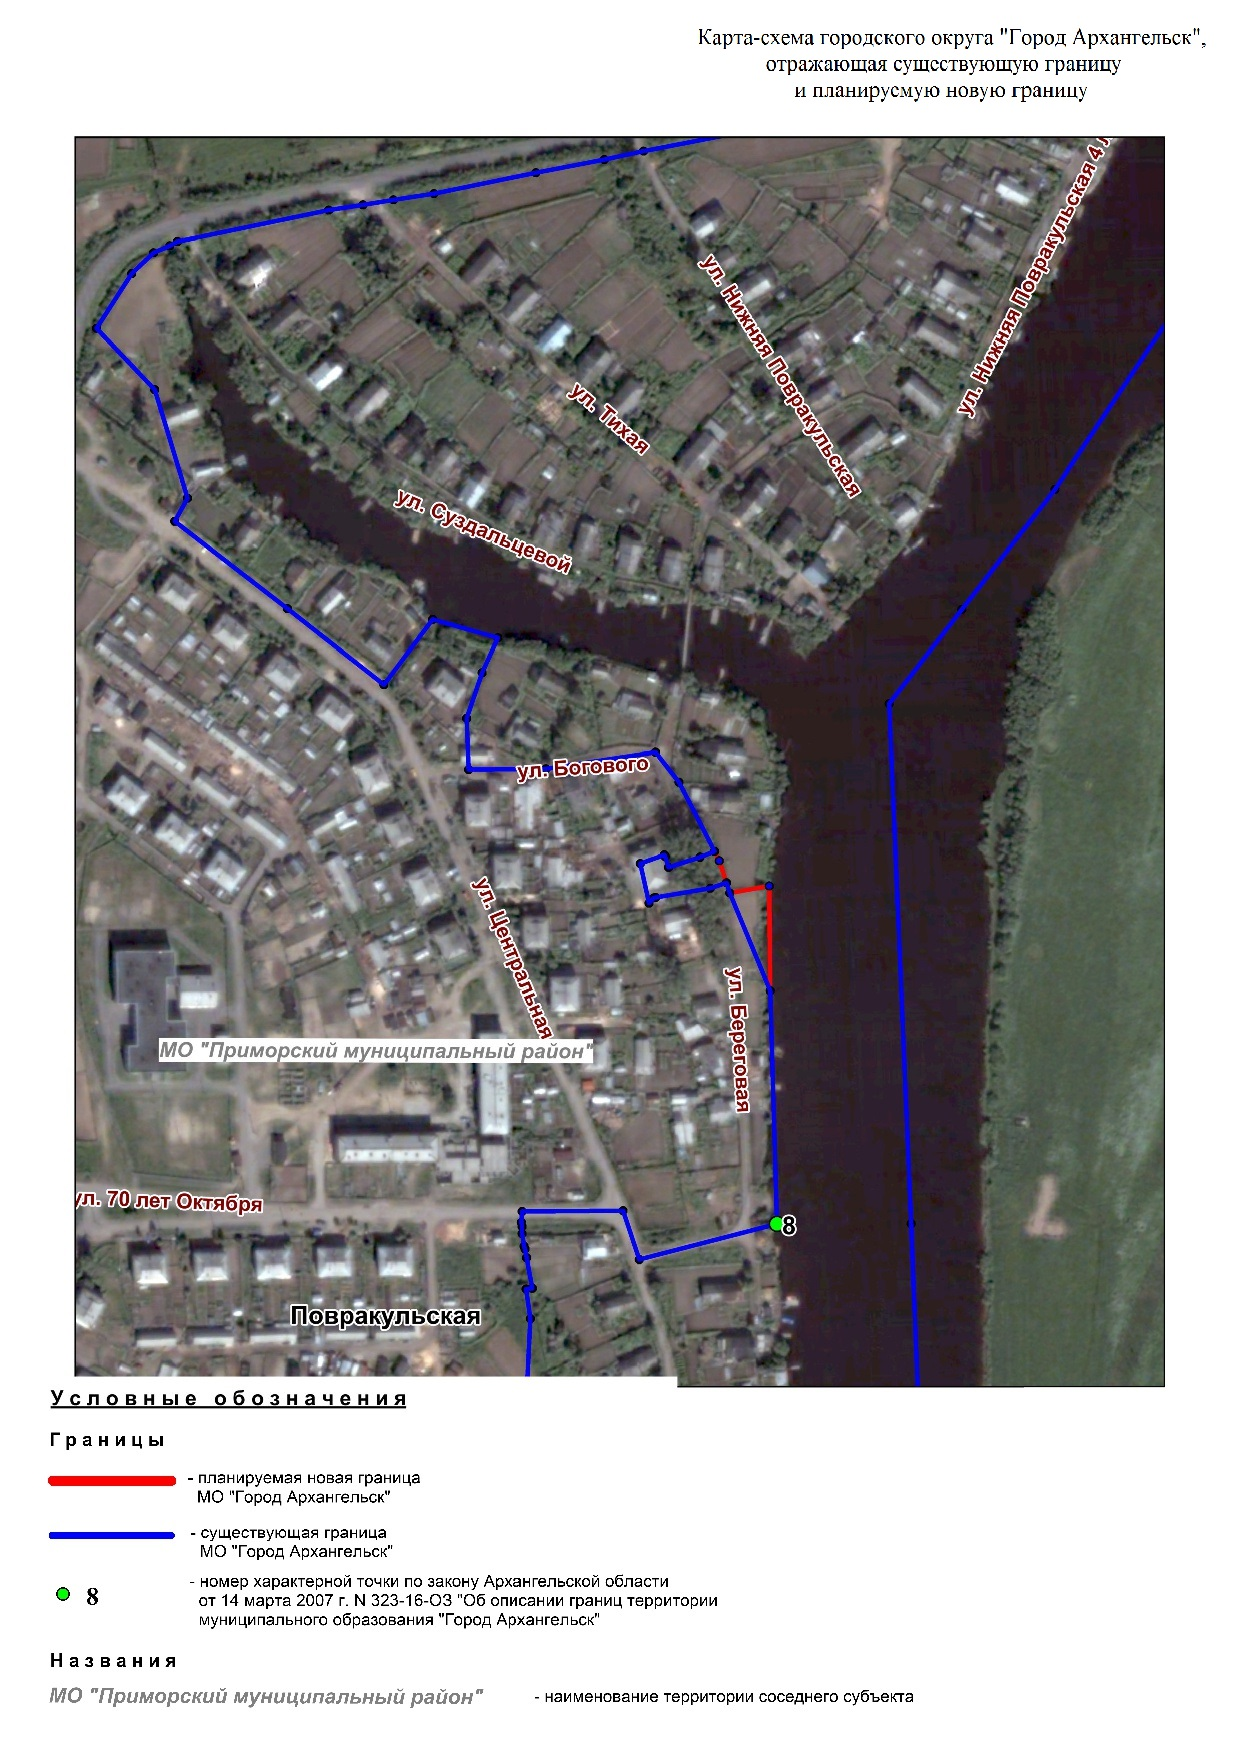 Карта-схема городского округа "Город Архангельск",
отражающая существующую границу
и планируемую новую границу
ул. Нижняя Повракульская 4 л
ул. Нижняя Повракульская
ул. Тихая
ул. Суздальцевой
ул. Богового
ул. Центральная
ул. Береговая
МО "Приморский муниципальный район"
ул. 70 лет Октября
8
Повракульская
Условные обозначения
Границы
- планируемая новая граница
МО "Город Архангельск"
- существующая граница
МО "Город Архангельск"
8
- номер характерной точки по закону Архангельской области
от 14 марта 2007 г. N 323-16-ОЗ "Об описании границ территории
муниципального образования "Город Архангельск"
Названия
МО "Приморский муниципальный район"
- наименование территории соседнего субъекта